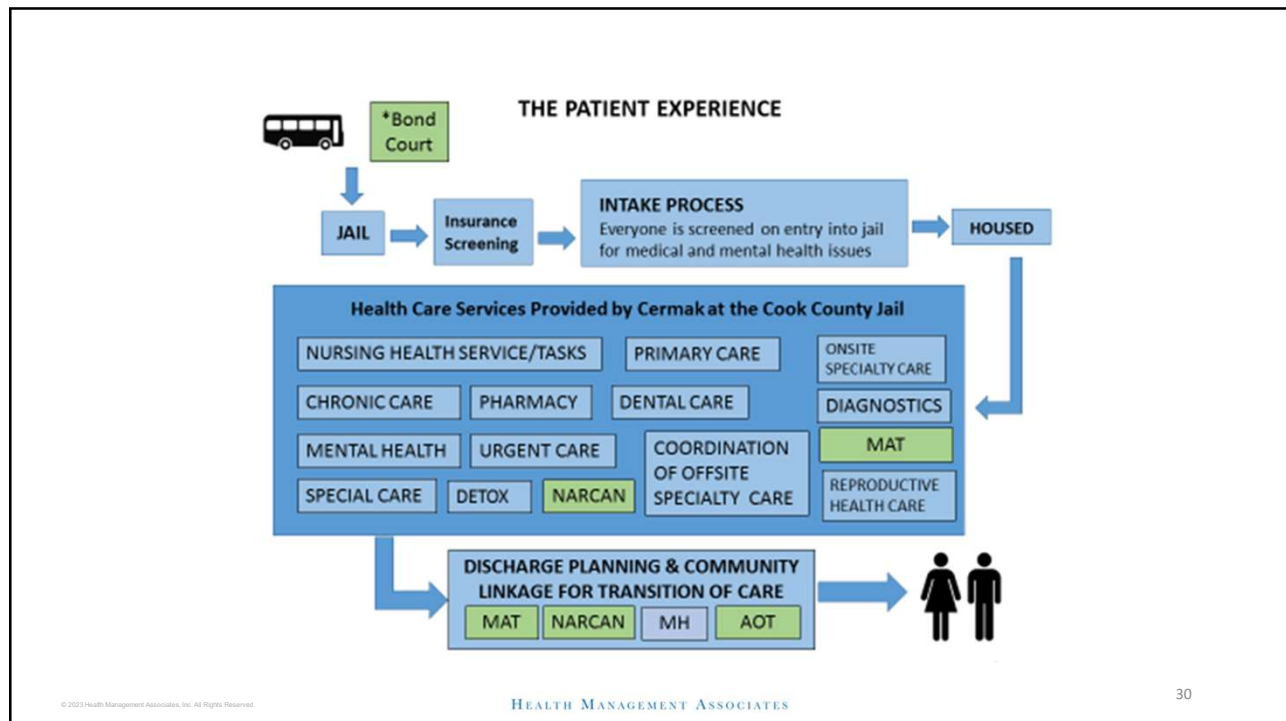 THE PATIENT EXPERIENCE
*Bond
Court
JAIL
Insurance
Screening
INTAKE PROCESS
Everyone is screened on entry into jail
for medical and mental health issues
HOUSED
Health Care Services Provided by Cermak at the Cook County Jail
NURSING HEALTH SERVICE/TASKS
PRIMARY CARE
ONSITE
SPECIALTY CARE
CHRONIC CARE
PHARMACY
DENTAL CARE
DIAGNOSTICS
MENTAL HEALTH
URGENT CARE
COORDINATION
OF OFFSITE
SPECIALTY CARE
MAT
SPECIAL CARE
DETOX
NARCAN
REPRODUCTIVE
HEALTH CARE
DISCHARGE PLANNING & COMMUNITY
LINKAGE FOR TRANSITION OF CARE
MAT
NARCAN
MH
AOT
© 2023 Health Management Associates, Inc. All Rights Reserved.
HEALTH MANAGEMENT ASSOCIATES
30